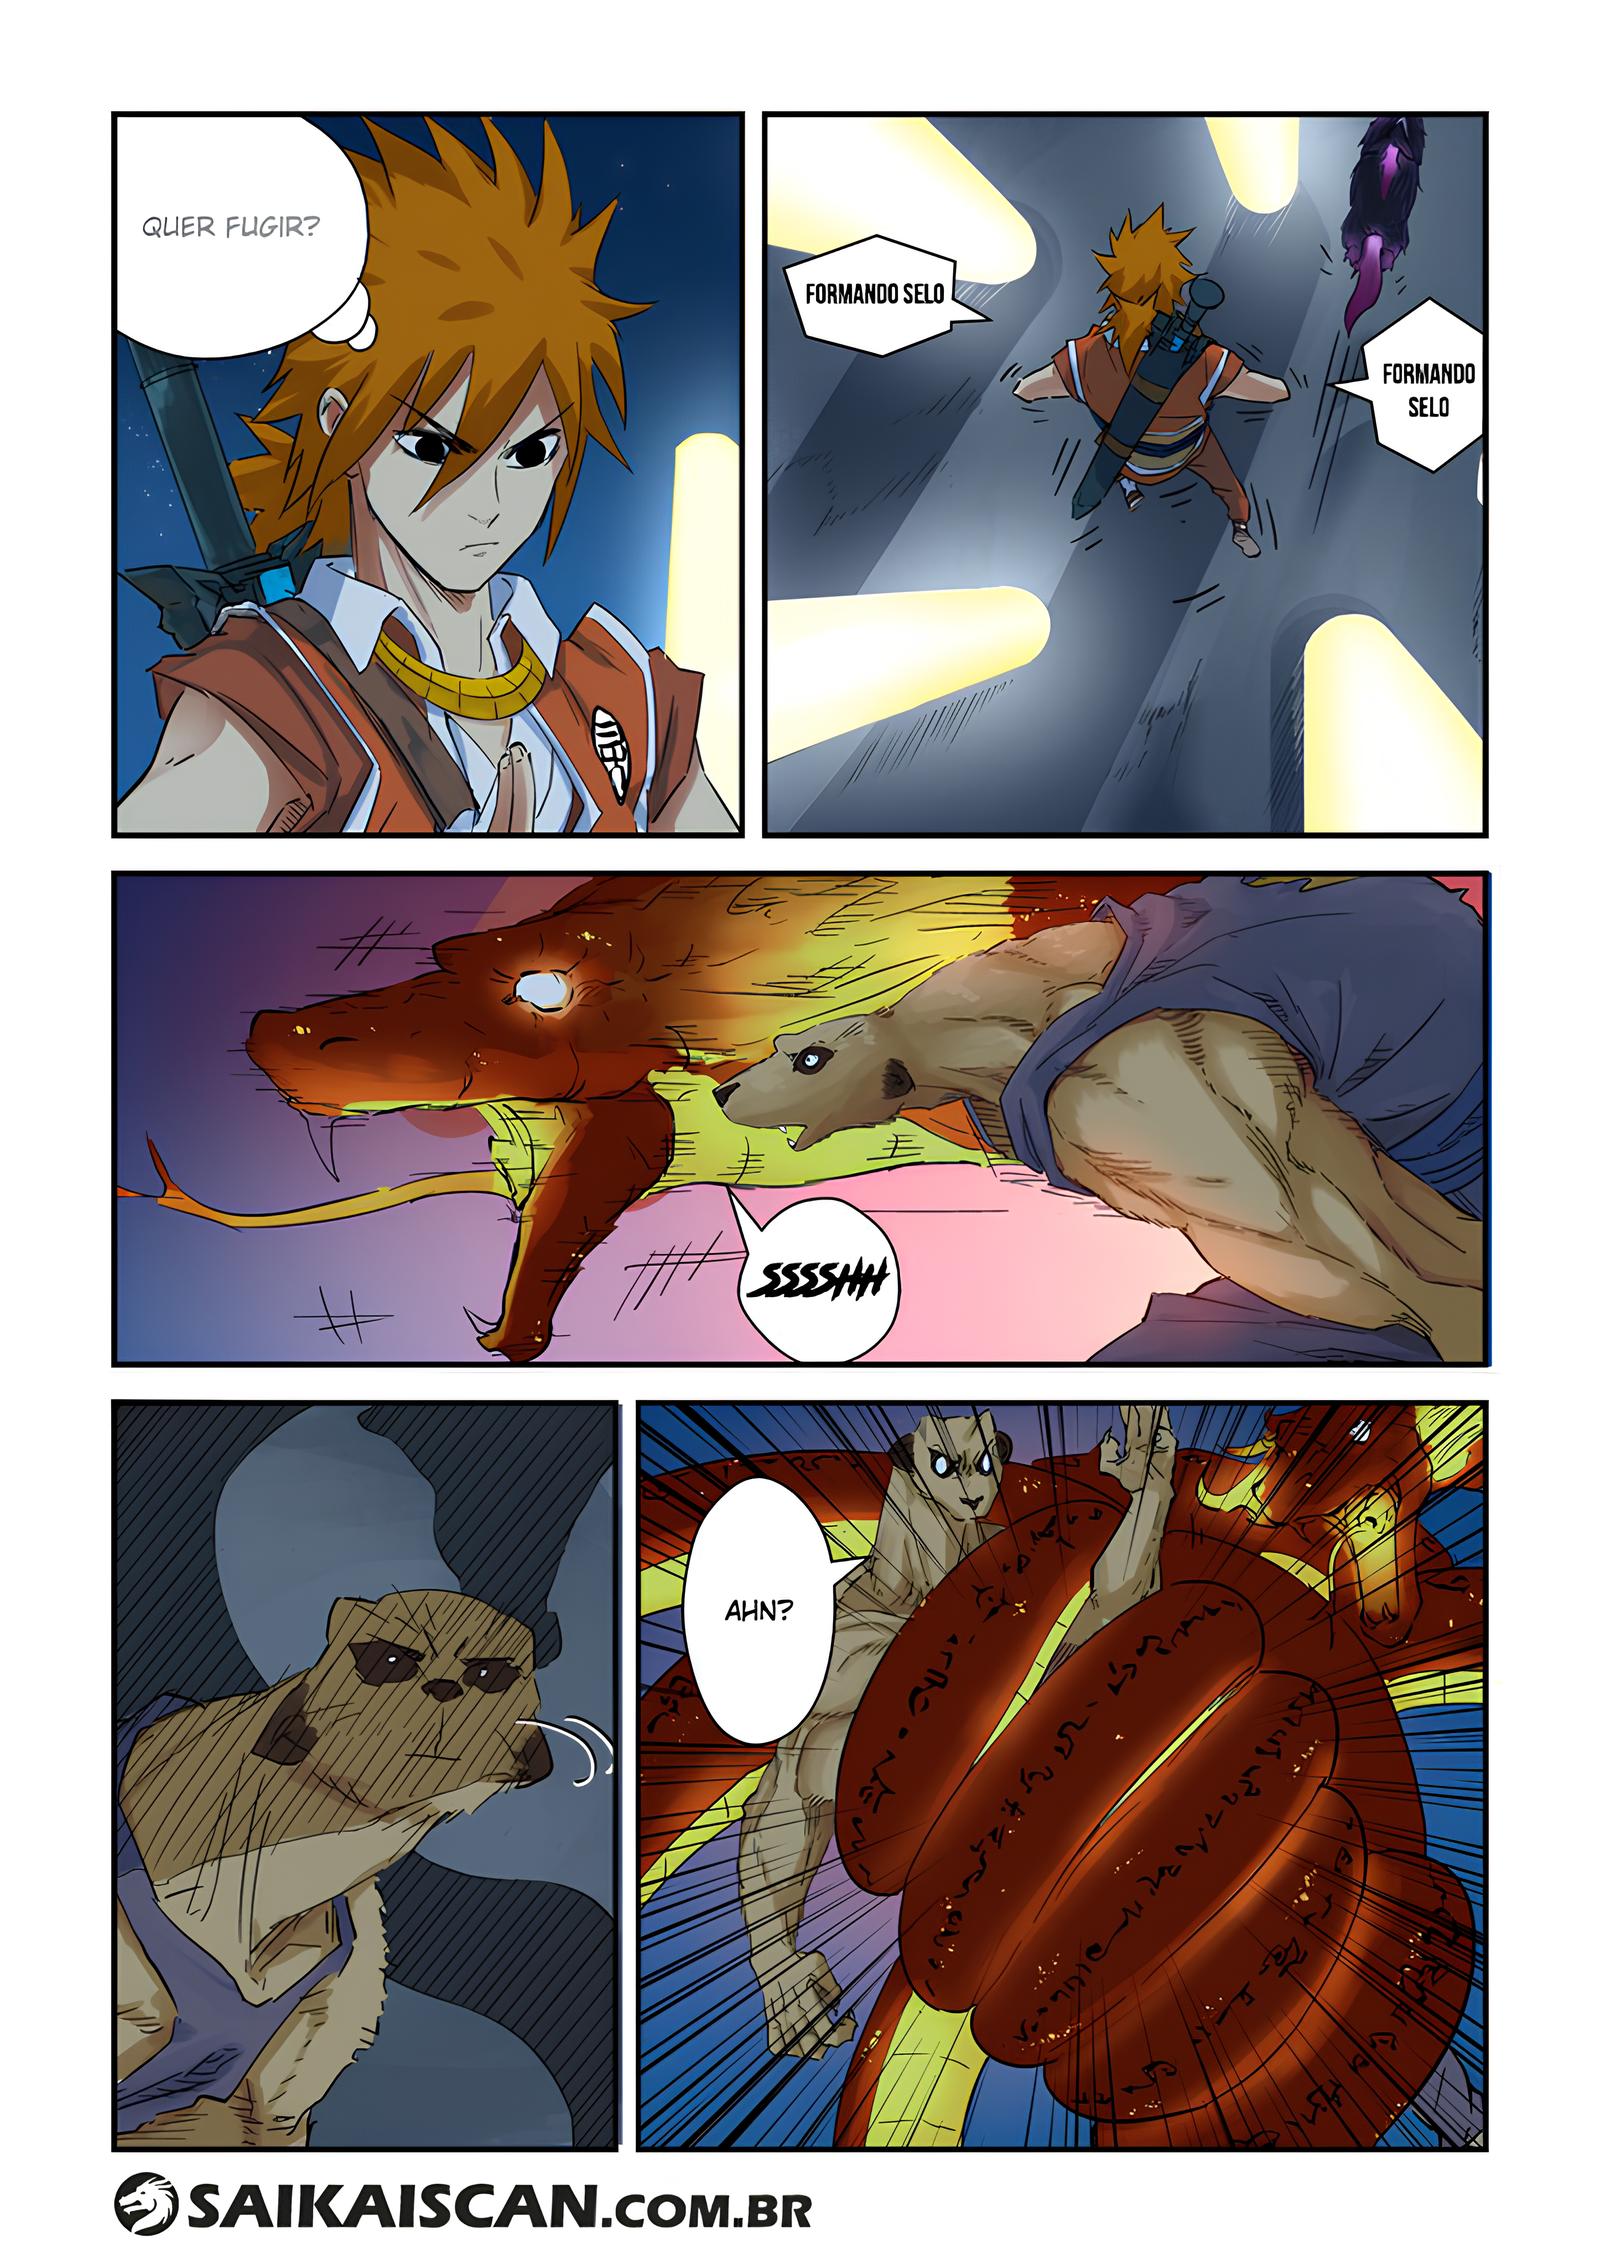 QUER FUGIR?
FORMANDO SELO
FORMANDO
SELO
SSSSHH
AHN?
SAIKAISCAN.COM.BR